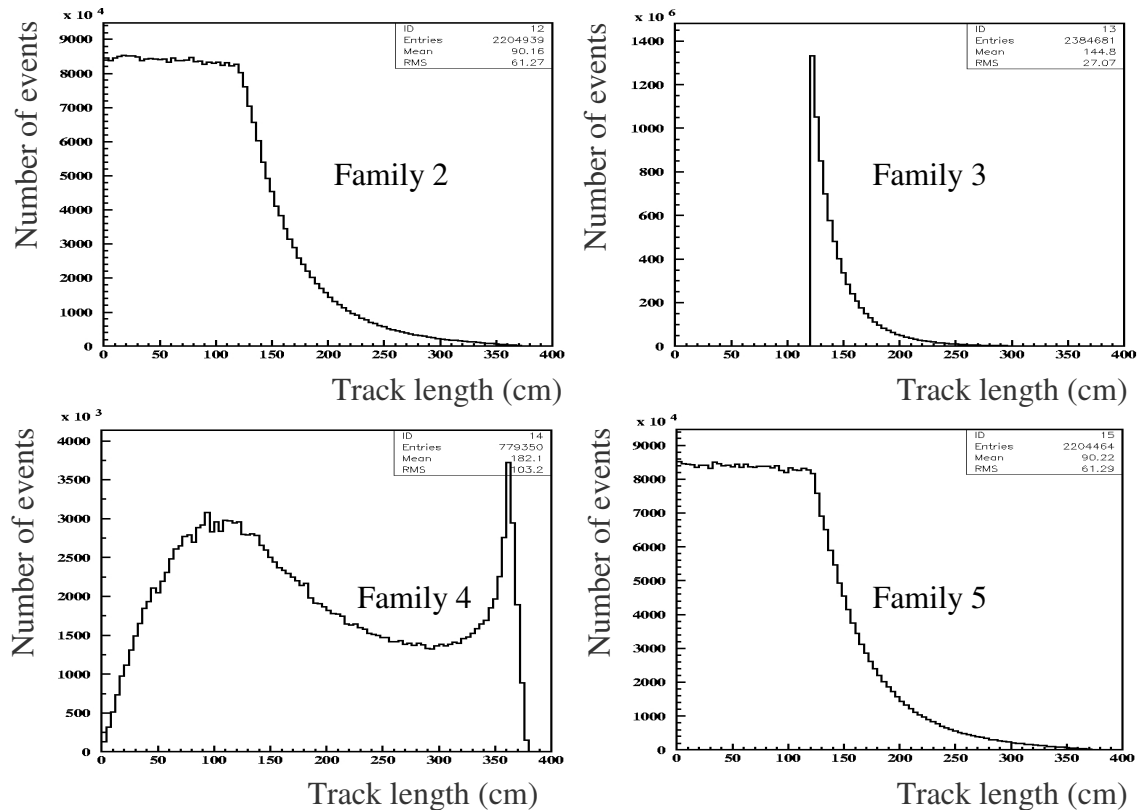 x 10 4
ID 12
Entries 2204939
Mean 90.16
RMS 61.27
9000
8000
7000
6000
5000
4000
3000
2000
1000
0
Number of events
Family 2
0 50 100 150 200 250 300 350 400
Track length (cm)
x 10 6
ID 13
Entries 2384681
Mean 144.8
RMS 27.07
1400
1200
1000
800
600
400
200
0
Number of events
Family 3
0 50 100 150 200 250 300 350 400
Track length (cm)
x 10 3
ID 14
Entries 779350
Mean 182.1
RMS 103.2
4000
3500
3000
2500
2000
1500
1000
500
0
Number of events
Family 4
0 50 100 150 200 250 300 350 400
Track length (cm)
x 10 4
ID 15
Entries 2204464
Mean 90.22
RMS 61.29
9000
8000
7000
6000
5000
4000
3000
2000
1000
0
Number of events
Family 5
0 50 100 150 200 250 300 350 400
Track length (cm)